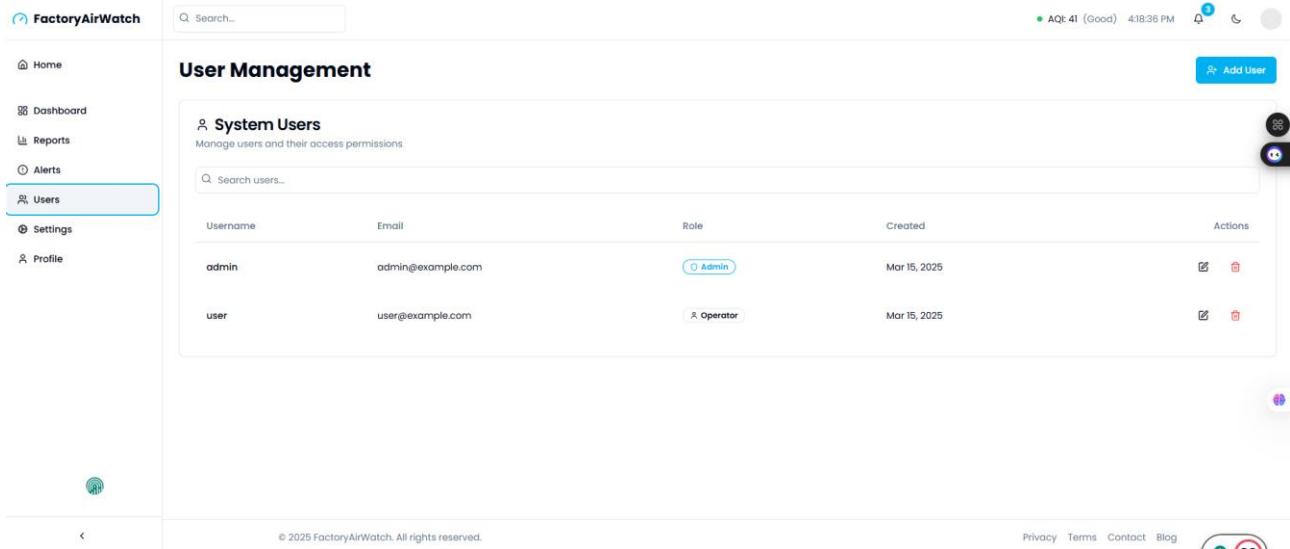 FactoryAirWatch
Search...
AQI: 41 (Good) 4:18:36 PM 3
Home
Dashboard
Reports
Alerts
Users
Settings
Profile
User Management
Add User
System Users
Manage users and their access permissions
Search users...
Username Email Role Created Actions
admin admin@example.com Admin Mar 15, 2025
user user@example.com Operator Mar 15, 2025
© 2025 FactoryAirWatch. All rights reserved.
Privacy Terms Contact Blog